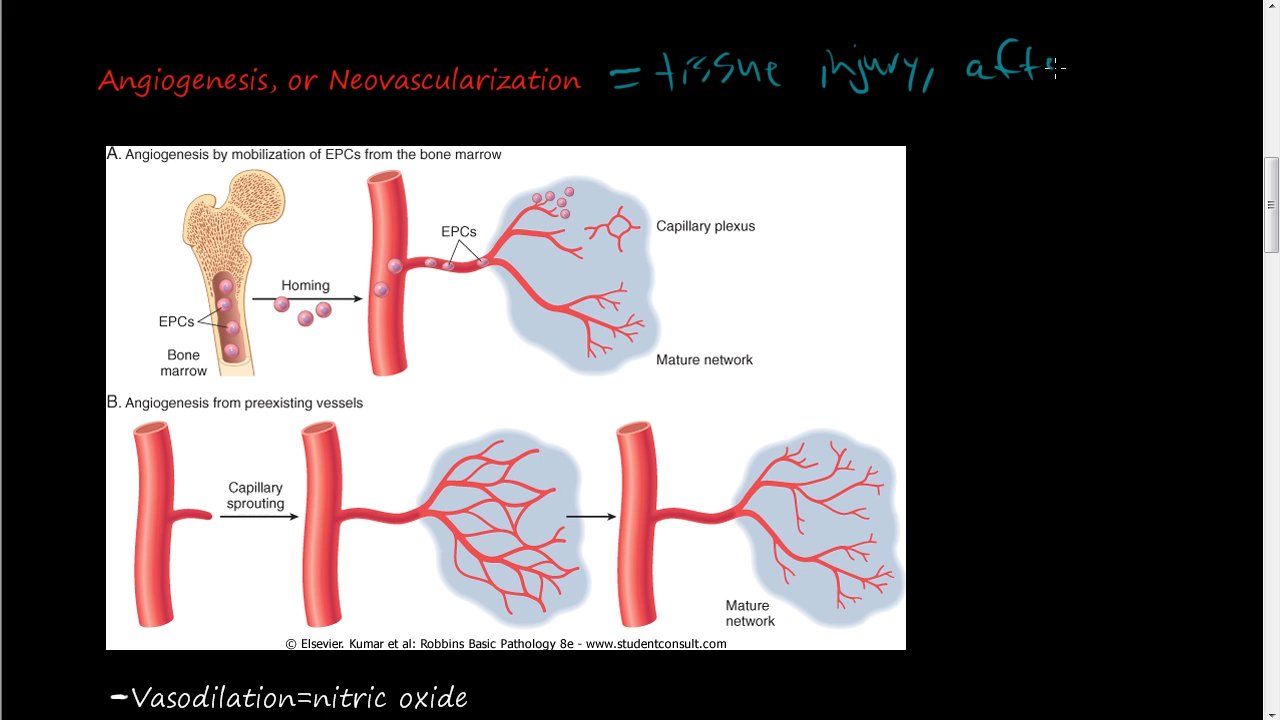 Angiogenesis, or Neovascularization = tissue injury, afte
A. Angiogenesis by mobilization of EPCs from the bone marrow
EPCs
Capillary plexus
Homing
EPCs
Bone
marrow
Mature network
B. Angiogenesis from preexisting vessels
Capillary
sprouting
Mature
network
© Elsevier. Kumar et al: Robbins Basic Pathology 8e - www.studentconsult.com
-Vasodilation=nitric oxide